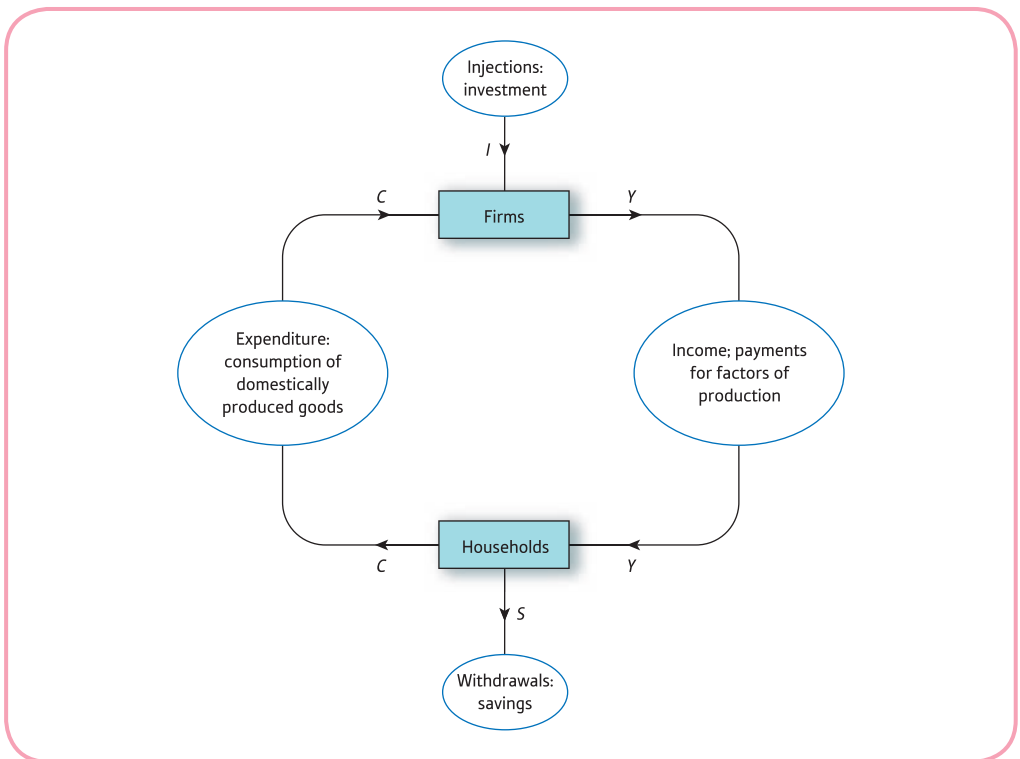 Injections:
investment
I
C
Y
Firms
Expenditure:
consumption of
domestically
produced goods
Income; payments
for factors of
production
Households
C
Y
S
Withdrawals:
savings